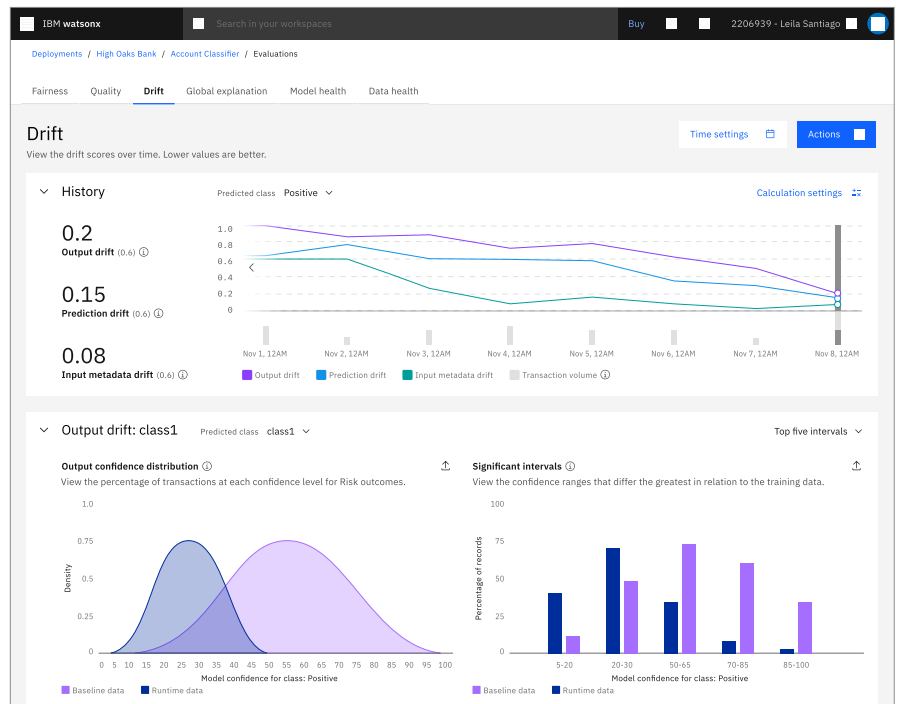 IBM watsonx
Search in your workspaces
Buy
2206939 - Leila Santiago
Deployments / High Oaks Bank / Account Classifier / Evaluations
Fairness Quality Drift Global explanation Model health Data health
Drift
View the drift scores over time. Lower values are better.
Time settings
Actions
History
Predicted class Positive
Calculation settings
0.2
Output drift (0.6)
0.15
Prediction drift (0.6)
0.08
Input metadata drift (0.6)
1.0
0.8
0.6
0.4
0.2
0
Nov 1, 12AM Nov 2, 12AM Nov 3, 12AM Nov 4, 12AM Nov 5, 12AM Nov 6, 12AM Nov 7, 12AM Nov 8, 12AM
Output drift Prediction drift Input metadata drift Transaction volume
Output drift: class1
Predicted class class1
Top five intervals
Output confidence distribution
View the percentage of transactions at each confidence level for Risk outcomes.
1.0
0.75
0.5
0.25
0
Density
0 5 10 15 20 25 30 35 40 45 50 55 60 65 70 75 80 85 90 95 100
Model confidence for class: Positive
Baseline data Runtime data
Significant intervals
View the confidence ranges that differ the greatest in relation to the training data.
100
75
50
25
0
Percentage of records
5-20 20-30 50-65 70-85 85-100
Model confidence for class: Positive
Baseline data Runtime data